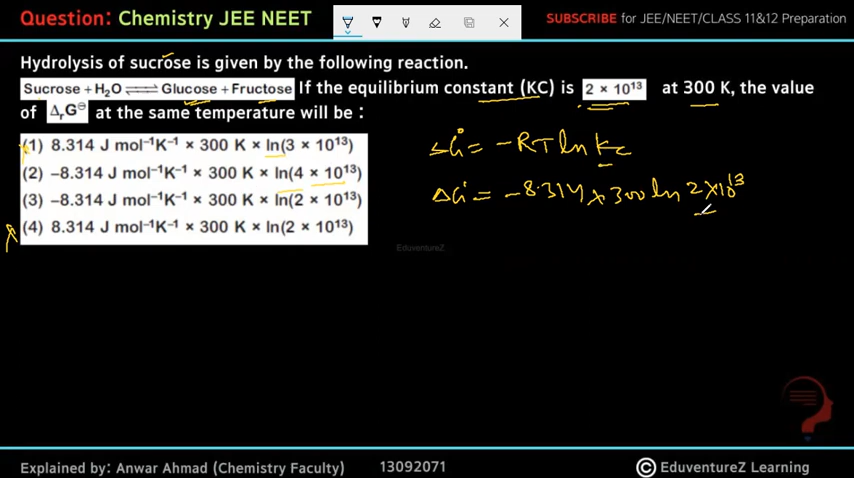 Question: Chemistry JEE NEET
SUBSCRIBE for JEE/NEET/CLASS 11&12 Preparation
Hydrolysis of sucrose is given by the following reaction.
Sucrose + H₂O ⇌ Glucose + Fructose If the equilibrium constant (KC) is 2 × 10¹³ at 300 K, the value
of ΔᵣG⊖ at the same temperature will be :
(1) 8.314 J mol⁻¹K⁻¹ × 300 K × ln(3 × 10¹³)
(2) −8.314 J mol⁻¹K⁻¹ × 300 K × ln(4 × 10¹³)
(3) −8.314 J mol⁻¹K⁻¹ × 300 K × ln(2 × 10¹³)
(4) 8.314 J mol⁻¹K⁻¹ × 300 K × ln(2 × 10¹³)
ΔG° = −RT ln Kc
ΔG° = −8.314 × 300 ln 2 × 10¹³
EduventureZ
Explained by: Anwar Ahmad (Chemistry Faculty)
13092071
© EduventureZ Learning